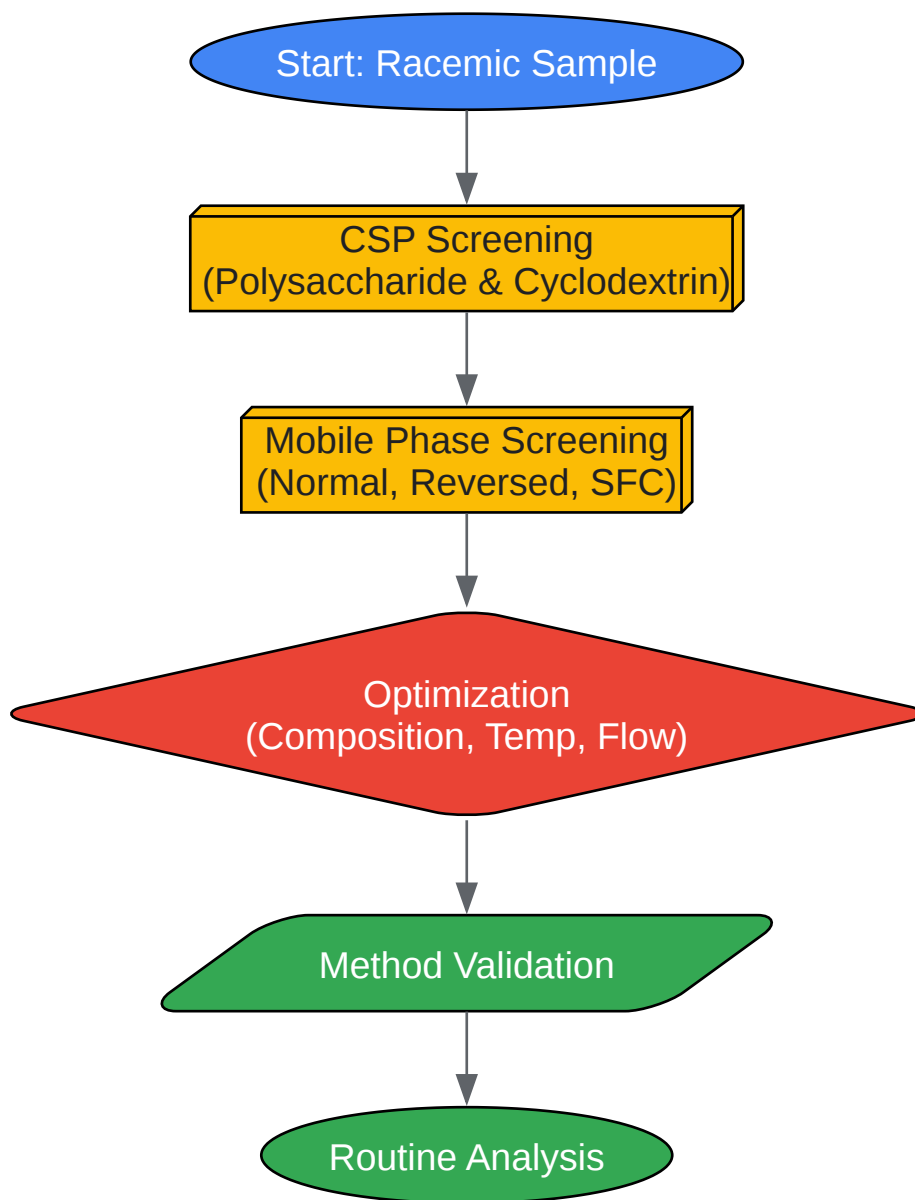 Start: Racemic Sample
CSP Screening
(Polysaccharide & Cyclodextrin)
Mobile Phase Screening
(Normal, Reversed, SFC)
Optimization
(Composition, Temp, Flow)
Method Validation
Routine Analysis